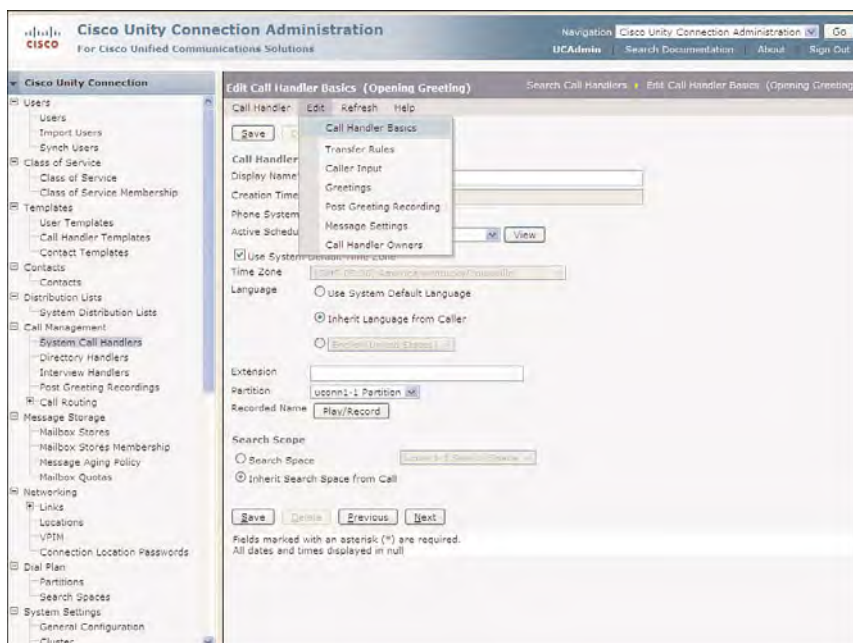 Cisco Unity Connection Administration
CISCO
For Cisco Unified Communications Solutions
Navigation Cisco Unity Connection Administration Go
UCAdmin Search Documentation About Sign Out
Cisco Unity Connection
Users
Users
Import Users
Synch Users
Class of Service
Class of Service
Class of Service Membership
Templates
User Templates
Call Handler Templates
Contact Templates
Contacts
Contacts
Distribution Lists
System Distribution Lists
Call Management
System Call Handlers
Directory Handlers
Interview Handlers
Post Greeting Recordings
Call Routing
Message Storage
Mailbox Stores
Mailbox Stores Membership
Message Aging Policy
Mailbox Quotas
Networking
Links
Locations
VPIM
Connection Location Passwords
Dial Plan
Partitions
Search Spaces
System Settings
General Configuration
Cluster
Edit Call Handler Basics (Opening Greeting)
Search Call Handlers Edit Call Handler Basics (Opening Greeting
Call Handler Edit Refresh Help
Call Handler Basics
Transfer Rules
Caller Input
Greetings
Post Greeting Recording
Message Settings
Call Handler Owners
Save
Call Handler
Display Name
Creation Time
Phone System
Active Schedu
View
Use System Default Time Zone
Time Zone
Language
Use System Default Language
Inherit Language from Caller
Extension
Partition uconn1-1 Partition
Recorded Name Play/Record
Search Scope
Search Space
Inherit Search Space from Call
Save Delete Previous Next
Fields marked with an asterisk (*) are required.
All dates and times displayed in null